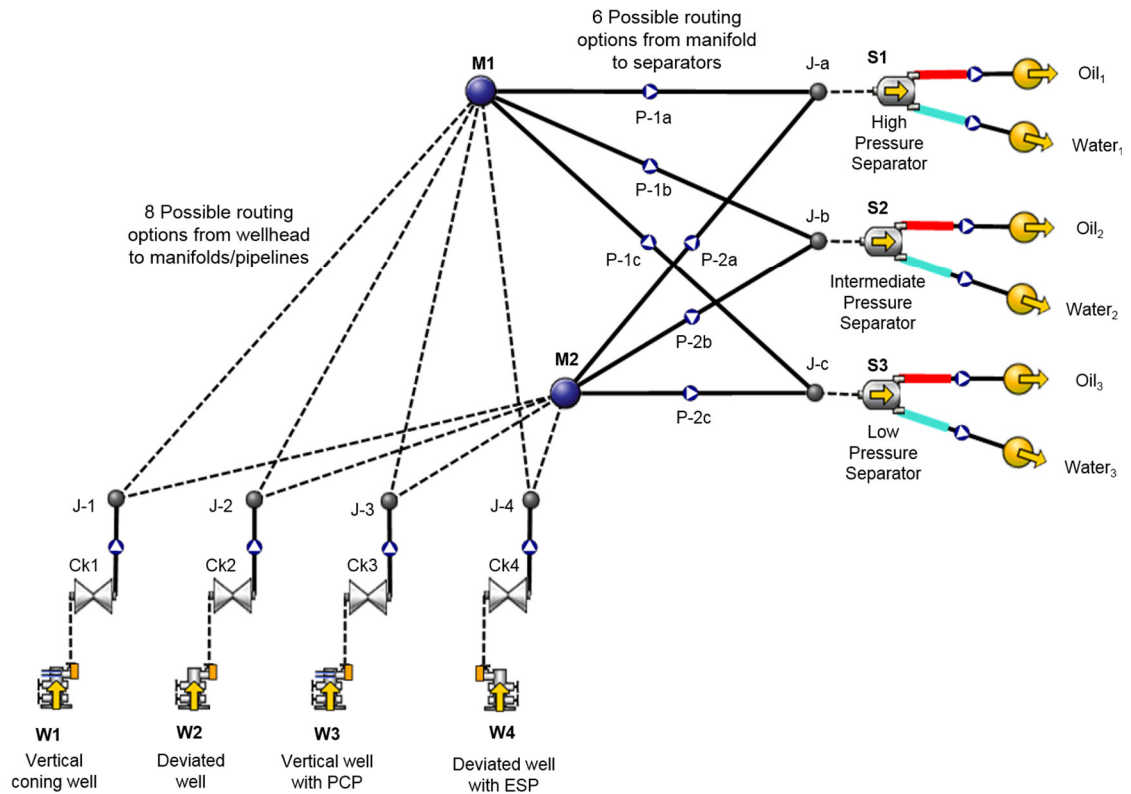 6 Possible routing
options from manifold
to separators
M1
J-a
S1
Oil₁
P-1a
High
Pressure
Separator
Water₁
P-1b
8 Possible routing
options from wellhead
to manifolds/pipelines
J-b
S2
Oil₂
P-1c
P-2a
Intermediate
Pressure
Separator
Water₂
P-2b
M2
J-c
S3
Oil₃
P-2c
Low
Pressure
Separator
Water₃
J-1
J-2
J-3
J-4
Ck1
Ck2
Ck3
Ck4
W1
Vertical
coning well
W2
Deviated
well
W3
Vertical well
with PCP
W4
Deviated well
with ESP